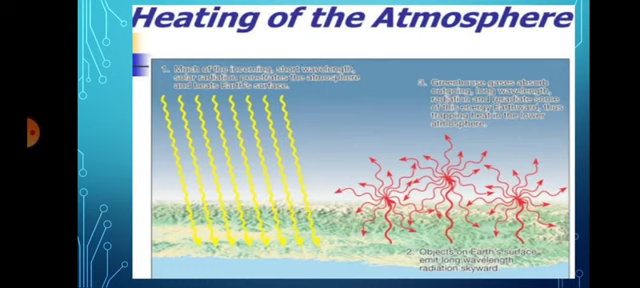 Heating of the Atmosphere
1. Much of the incoming, short wavelength,
solar radiation penetrates the atmosphere
and heats Earth's surface.
3. Greenhouse gases absorb
outgoing, long wavelength,
radiation and reradiate some
of this energy Earthward, thus
trapping heat in the lower
atmosphere.
2. Objects on Earth's surface
emit long wavelength
radiation skyward.